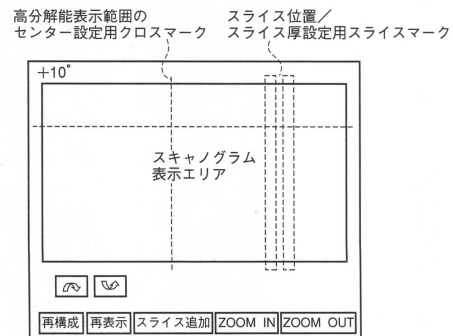 高分解能表示範囲の
センター設定用クロスマーク
スライス位置／
スライス厚設定用スライスマーク
+10°
スキャノグラム
表示エリア
再構成 再表示 スライス追加 ZOOM IN ZOOM OUT